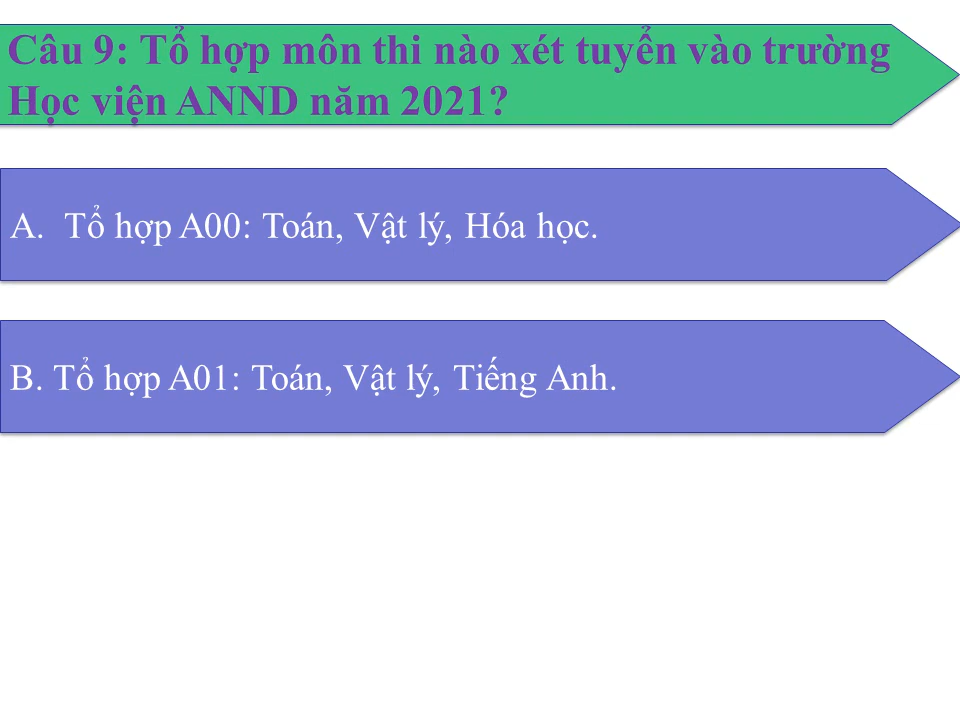 Câu 9: Tổ hợp môn thi nào xét tuyển vào trường
Học viện ANND năm 2021?
A. Tổ hợp A00: Toán, Vật lý, Hóa học.
B. Tổ hợp A01: Toán, Vật lý, Tiếng Anh.